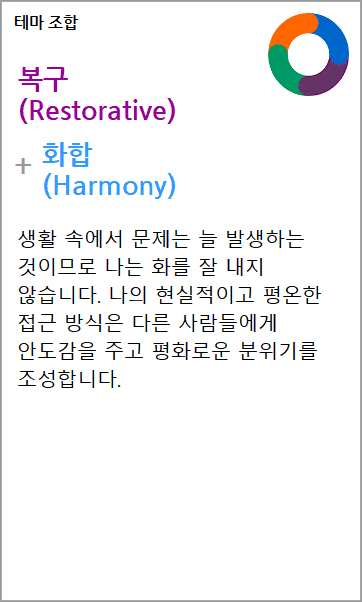 테마 조합
복구
(Restorative)
+ 화합
(Harmony)
생활 속에서 문제는 늘 발생하는
것이므로 나는 화를 잘 내지
않습니다. 나의 현실적이고 평온한
접근 방식은 다른 사람들에게
안도감을 주고 평화로운 분위기를
조성합니다.